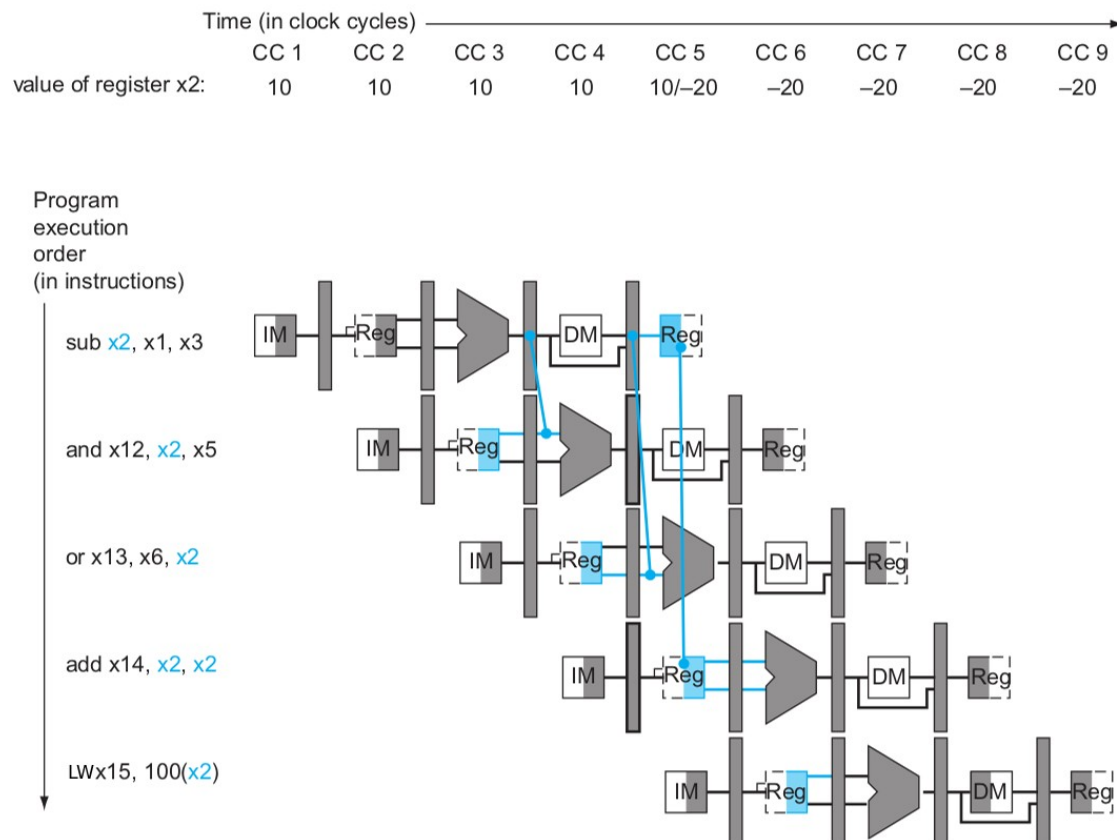 Time (in clock cycles)
CC 1 CC 2 CC 3 CC 4 CC 5 CC 6 CC 7 CC 8 CC 9
value of register x2: 10 10 10 10 10/–20 –20 –20 –20 –20
Program
execution
order
(in instructions)
sub x2, x1, x3
IM Reg DM Reg
and x12, x2, x5
IM Reg DM Reg
or x13, x6, x2
IM Reg DM Reg
add x14, x2, x2
IM Reg DM Reg
LWx15, 100(x2)
IM Reg DM Reg